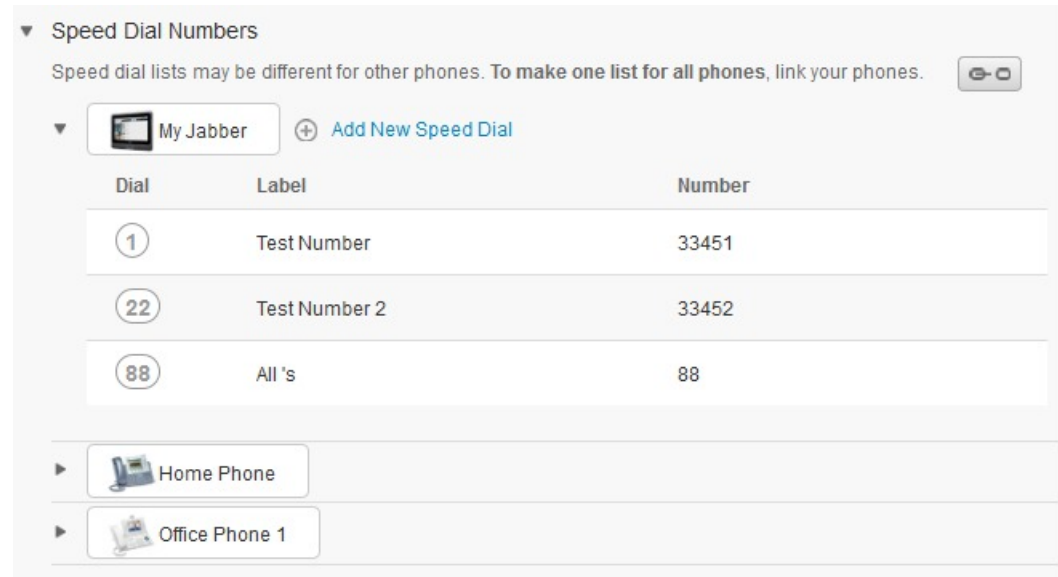 Speed Dial Numbers
Speed dial lists may be different for other phones. To make one list for all phones, link your phones.
My Jabber Add New Speed Dial
Dial Label Number
1 Test Number 33451
22 Test Number 2 33452
88 All 's 88
Home Phone
Office Phone 1